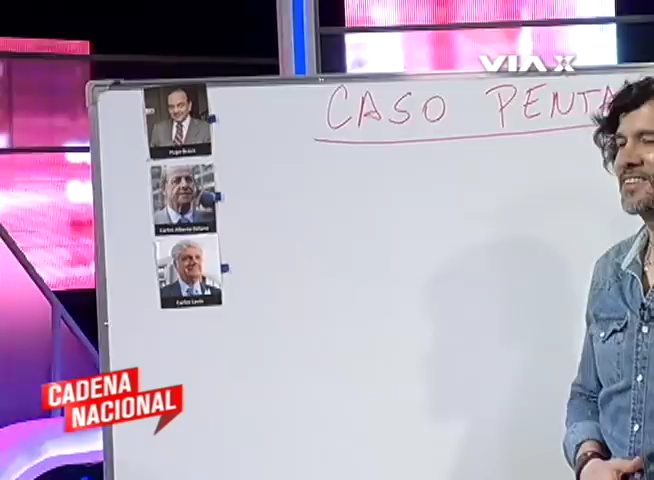 VIA X
CASO PENTA
Hugo Bravo
Carlos Alberto Délano
Carlos Lavín
CADENA
NACIONAL